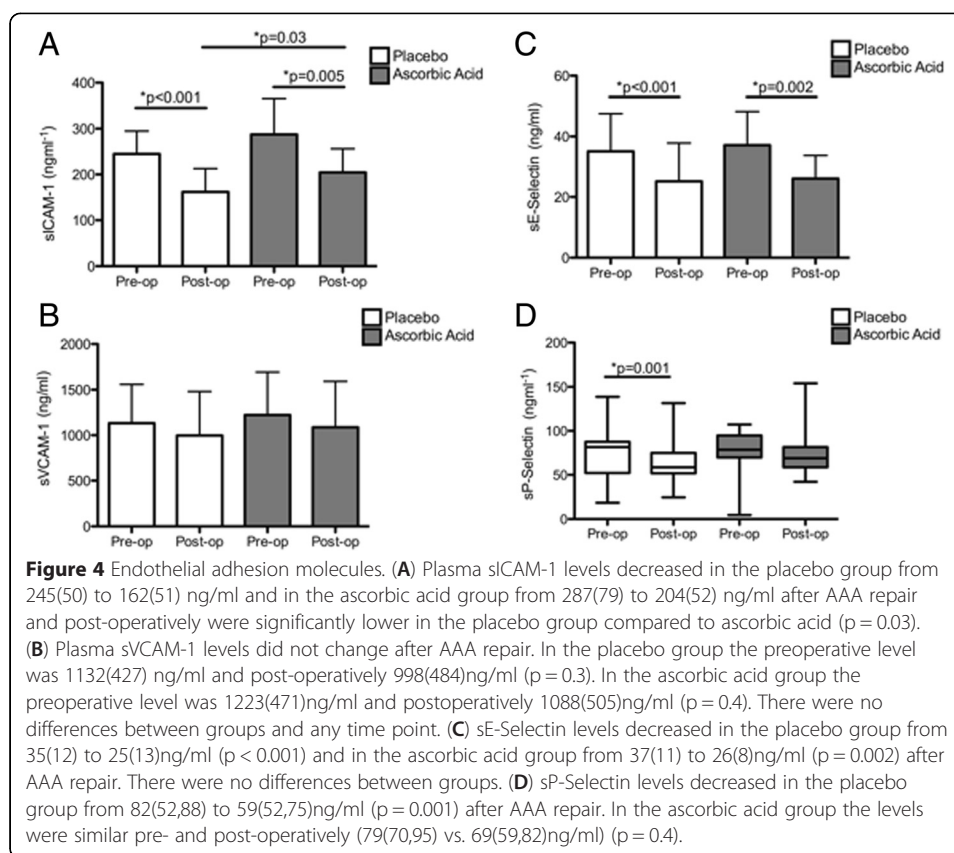 A
*p=0.03
Placebo
Ascorbic Acid
*p<0.001
*p=0.005
sICAM-1 (ngml⁻¹)
400
300
200
100
0
Pre-op Post-op Pre-op Post-op
C
Placebo
Ascorbic Acid
*p<0.001
*p=0.002
sE-Selectin (ng/ml)
60
40
20
0
Pre-op Post-op Pre-op Post-op
B
Placebo
Ascorbic Acid
sVCAM-1 (ng/ml)
2000
1500
1000
500
0
Pre-op Post-op Pre-op Post-op
D
Placebo
Ascorbic Acid
*p=0.001
sP-Selectin (ngml⁻¹)
200
150
100
50
0
Pre-op Post-op Pre-op Post-op
Figure 4 Endothelial adhesion molecules. (A) Plasma sICAM-1 levels decreased in the placebo group from
245(50) to 162(51) ng/ml and in the ascorbic acid group from 287(79) to 204(52) ng/ml after AAA repair
and post-operatively were significantly lower in the placebo group compared to ascorbic acid (p = 0.03).
(B) Plasma sVCAM-1 levels did not change after AAA repair. In the placebo group the preoperative level
was 1132(427) ng/ml and post-operatively 998(484)ng/ml (p = 0.3). In the ascorbic acid group the
preoperative level was 1223(471)ng/ml and postoperatively 1088(505)ng/ml (p = 0.4). There were no
differences between groups and any time point. (C) sE-Selectin levels decreased in the placebo group from
35(12) to 25(13)ng/ml (p < 0.001) and in the ascorbic acid group from 37(11) to 26(8)ng/ml (p = 0.002) after
AAA repair. There were no differences between groups. (D) sP-Selectin levels decreased in the placebo
group from 82(52,88) to 59(52,75)ng/ml (p = 0.001) after AAA repair. In the ascorbic acid group the levels
were similar pre- and post-operatively (79(70,95) vs. 69(59,82)ng/ml) (p = 0.4).